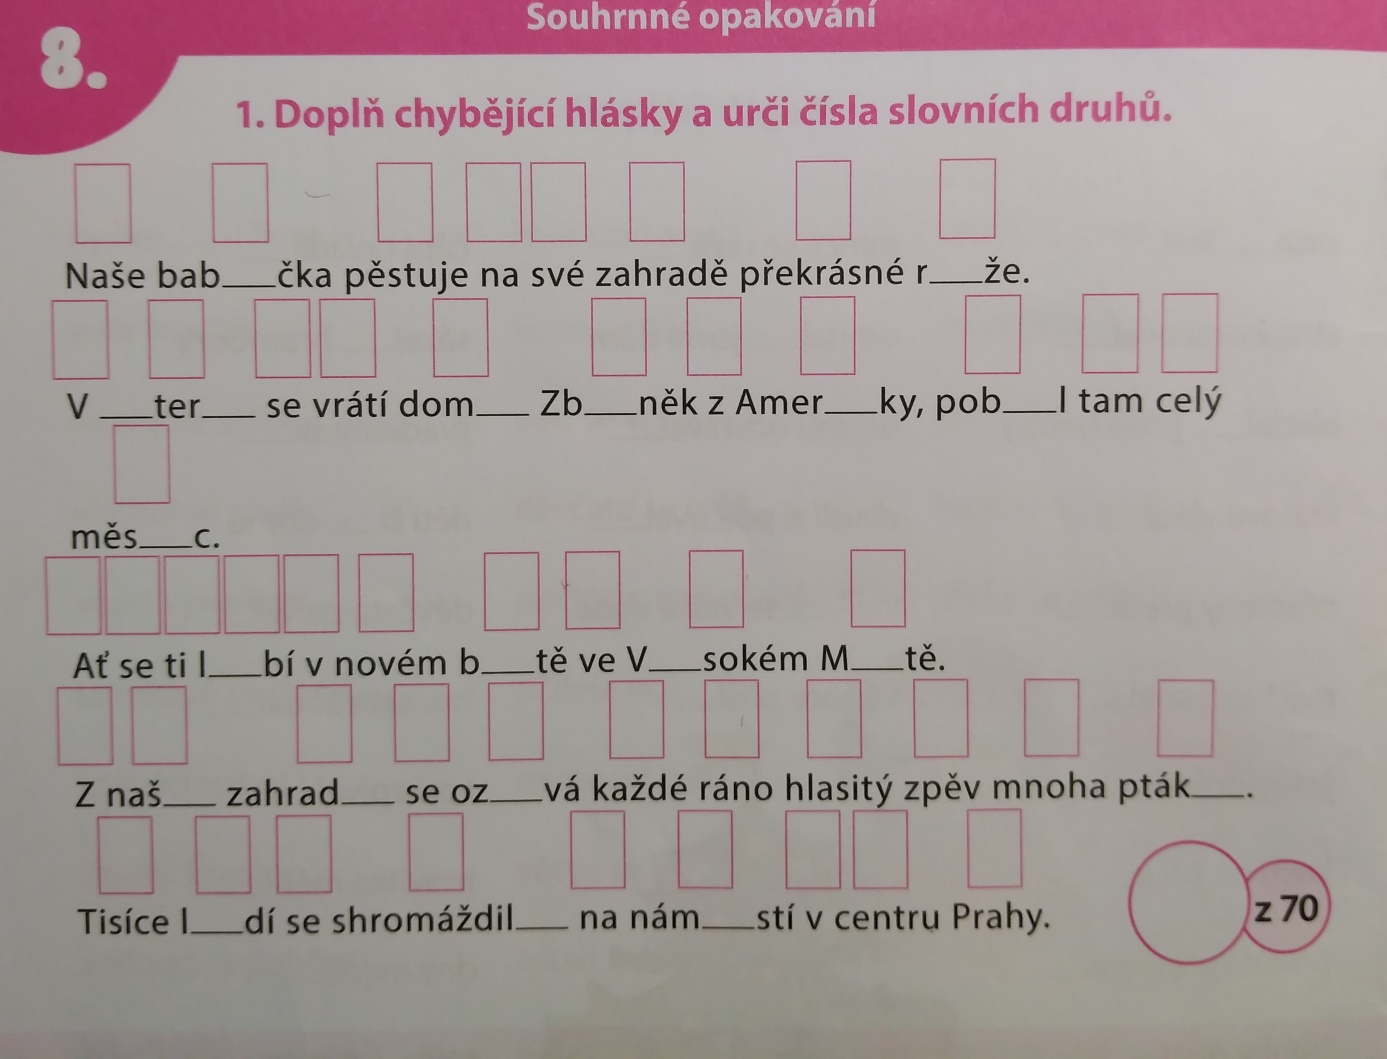 Souhrnné opakování
8.
1. Doplň chybějící hlásky a urči čísla slovních druhů.
Naše bab___čka pěstuje na své zahradě překrásné r___že.
V ___ter___ se vrátí dom___ Zb___něk z Amer___ky, pob___l tam celý
měs___c.
Ať se ti l___bí v novém b___tě ve V___sokém M___tě.
Z naš___ zahrad___ se oz___vá každé ráno hlasitý zpěv mnoha pták___.
Tisíce l___dí se shromáždil___ na nám___stí v centru Prahy.
z 70